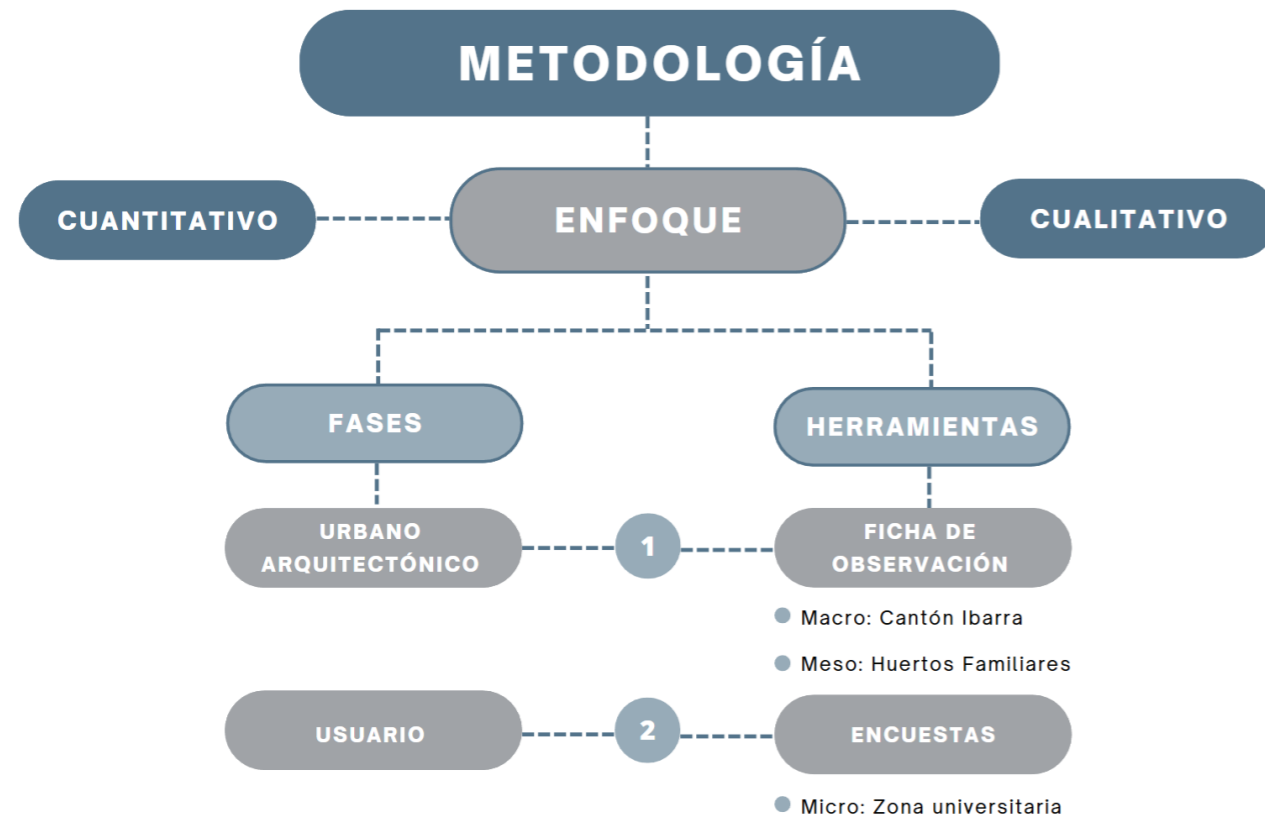 METODOLOGÍA
CUANTITATIVO
ENFOQUE
CUALITATIVO
FASES
HERRAMIENTAS
URBANO
ARQUITECTÓNICO
1
FICHA DE
OBSERVACIÓN
Macro: Cantón Ibarra
Meso: Huertos Familiares
USUARIO
2
ENCUESTAS
Micro: Zona universitaria